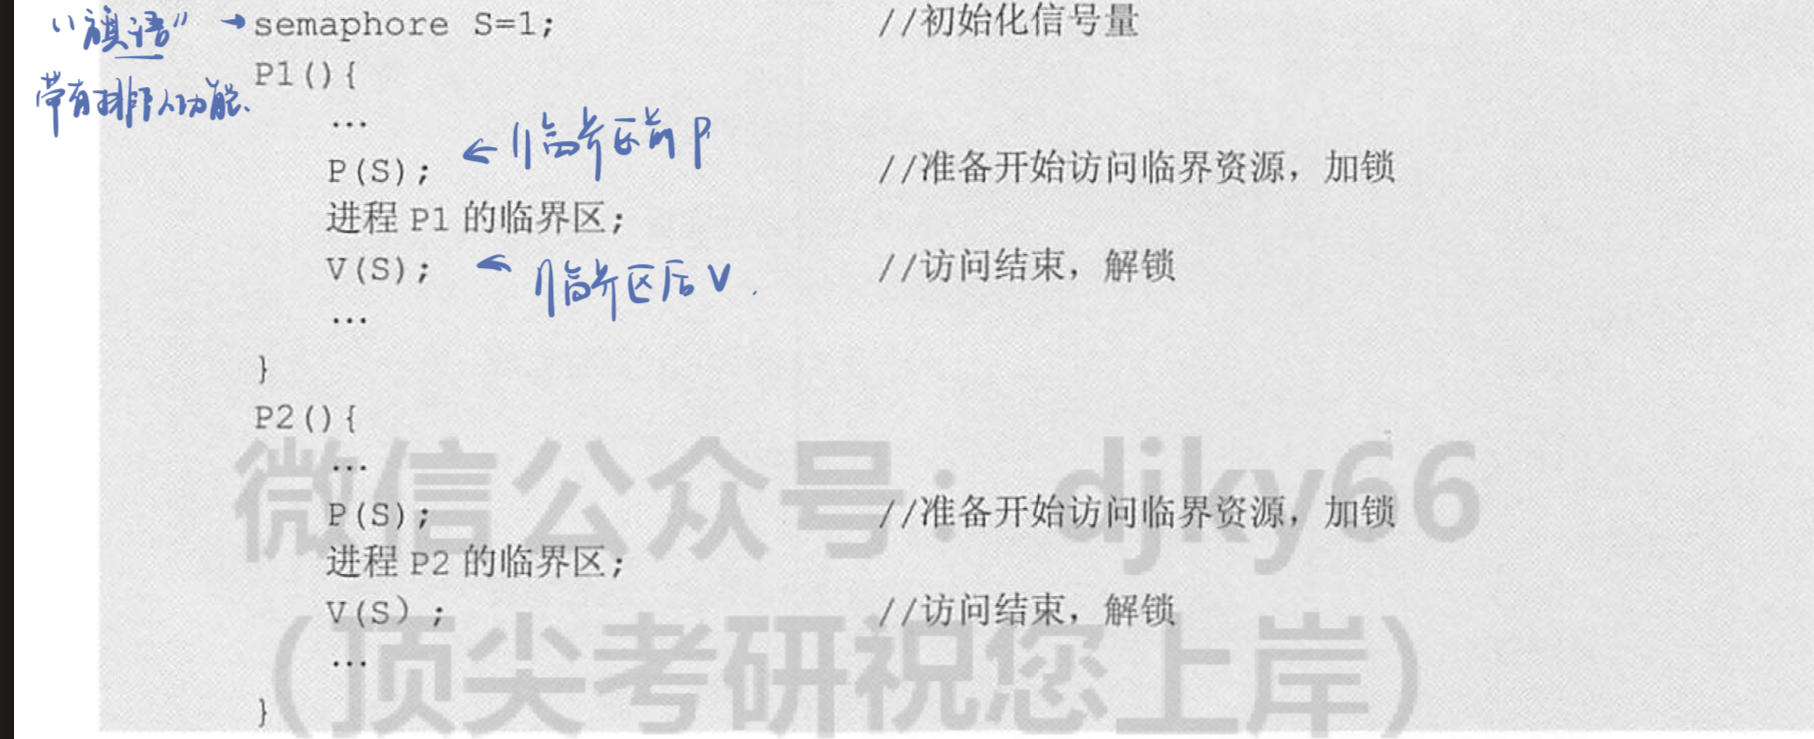 “旗语” → semaphore S=1; //初始化信号量
带有排队功能.
P1(){
...
← 临界区前 P
P(S); //准备开始访问临界资源，加锁
进程 P1 的临界区;
V(S); ← 临界区后 V. //访问结束，解锁
...
}
P2(){
...
P(S); //准备开始访问临界资源，加锁
进程 P2 的临界区;
V(S); //访问结束，解锁
...
}
微信公众号：djky66
(顶尖考研祝您上岸)